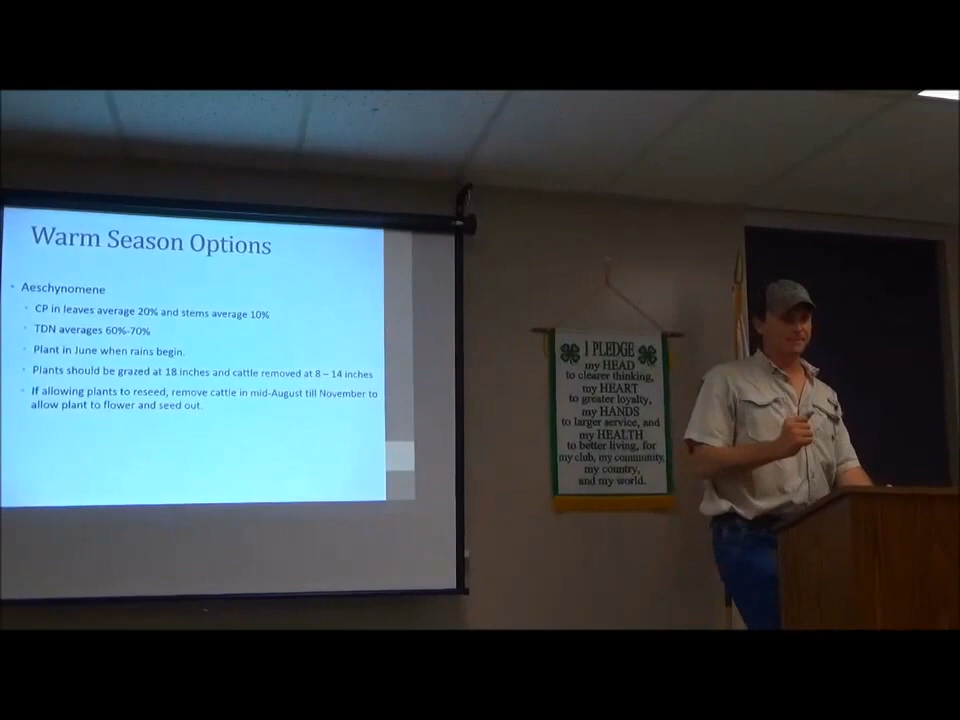 Warm Season Options
Aeschynomene
CP in leaves average 20% and stems average 10%
TDN averages 60%-70%
Plant in June when rains begin.
Plants should be grazed at 18 inches and cattle removed at 8 – 14 inches
If allowing plants to reseed, remove cattle in mid-August till November to
allow plant to flower and seed out.
I PLEDGE
my HEAD
to clearer thinking,
my HEART
to greater loyalty,
my HANDS
to larger service, and
my HEALTH
to better living, for
my club, my community,
my country,
and my world.